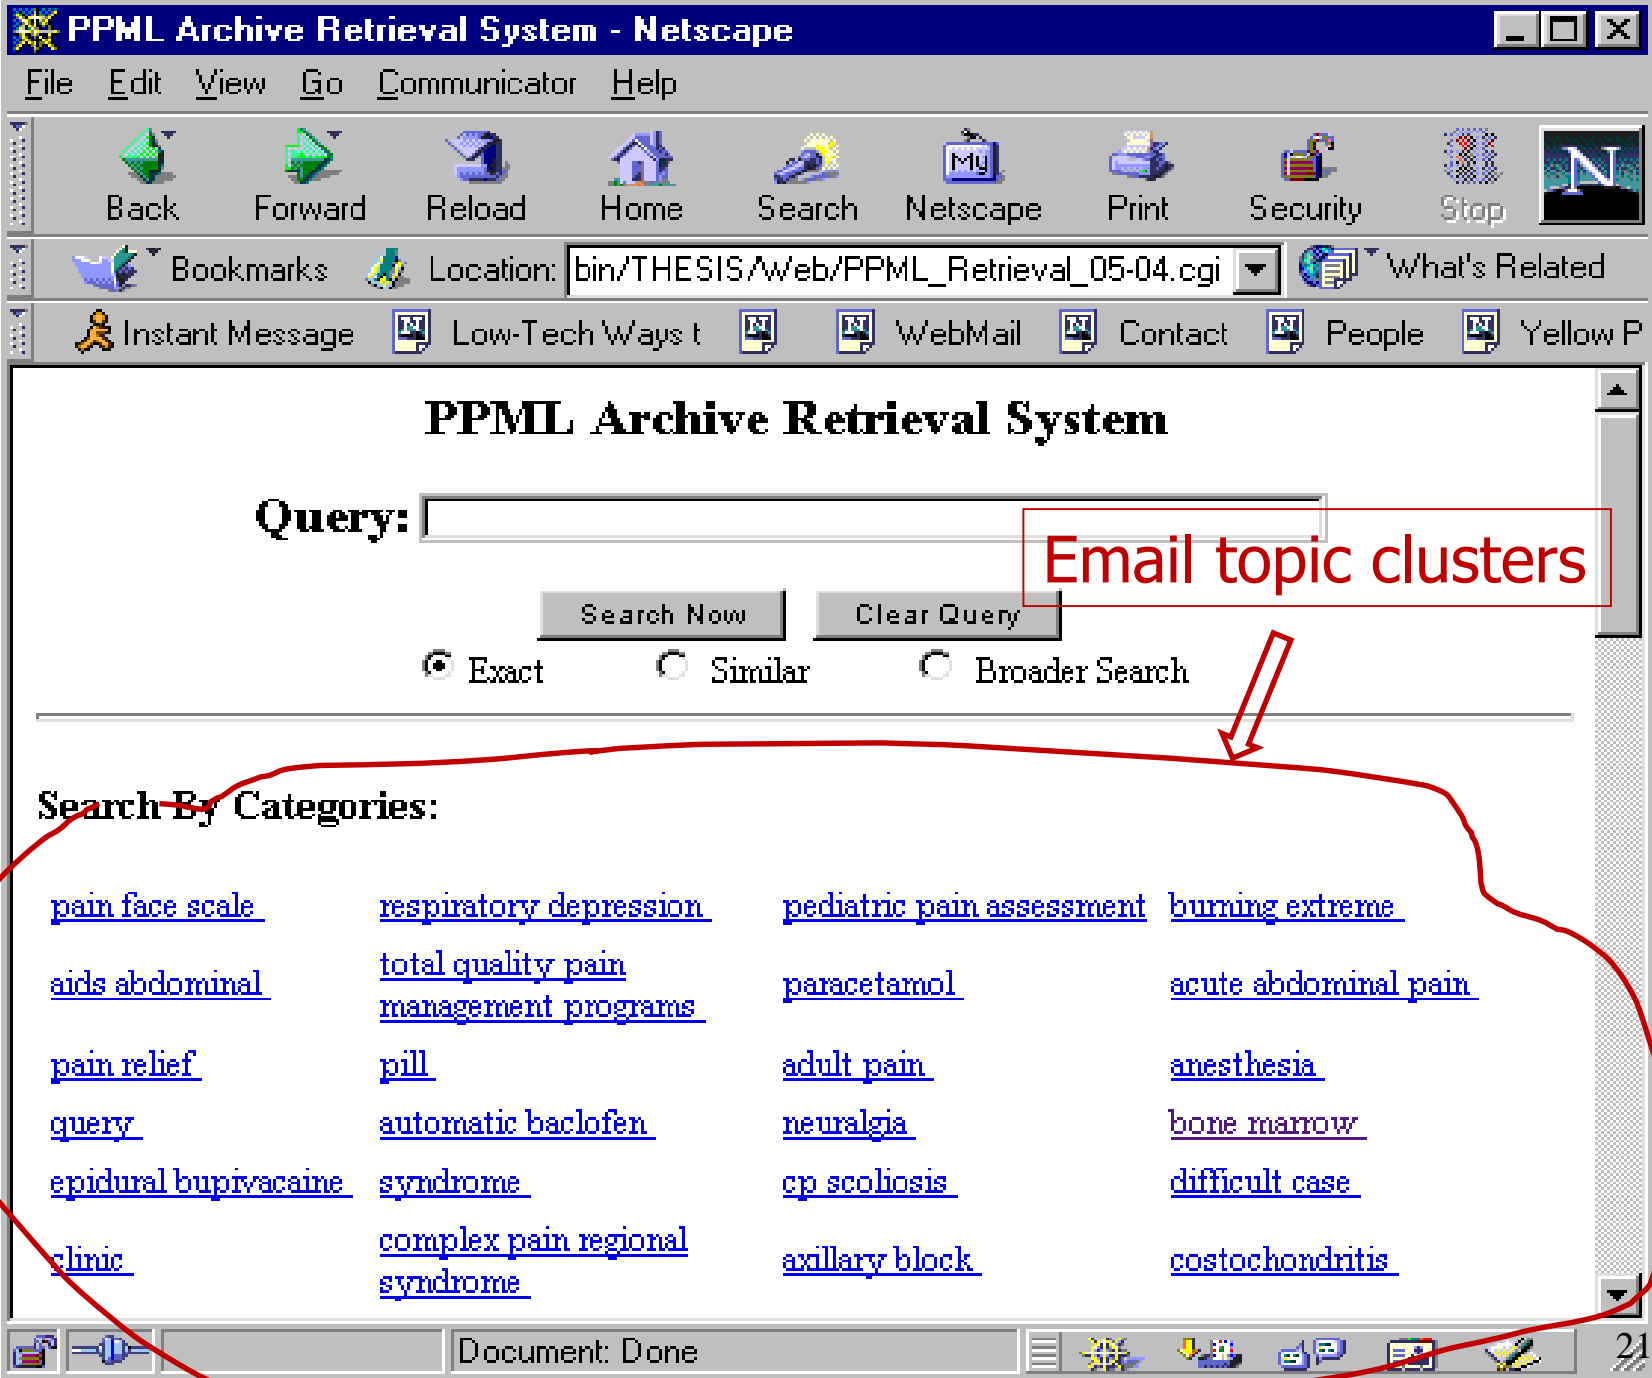 PPML Archive Retrieval System - Netscape
File Edit View Go Communicator Help
Back Forward Reload Home Search Netscape Print Security Stop
My
N
Bookmarks Location: bin/THESIS/Web/PPML_Retrieval_05-04.cgi What's Related
Instant Message Low-Tech Ways t WebMail Contact People Yellow P
PPML Archive Retrieval System
Query:
Email topic clusters
Search Now Clear Query
Exact Similar Broader Search
Search By Categories:
pain face scale respiratory depression pediatric pain assessment burning extreme
aids abdominal total quality pain management programs paracetamol acute abdominal pain
pain relief pill adult pain anesthesia
query automatic baclofen neuralgia bone marrow
epidural bupivacaine syndrome cp scoliosis difficult case
clinic complex pain regional syndrome axillary block costochondritis
Document: Done
21